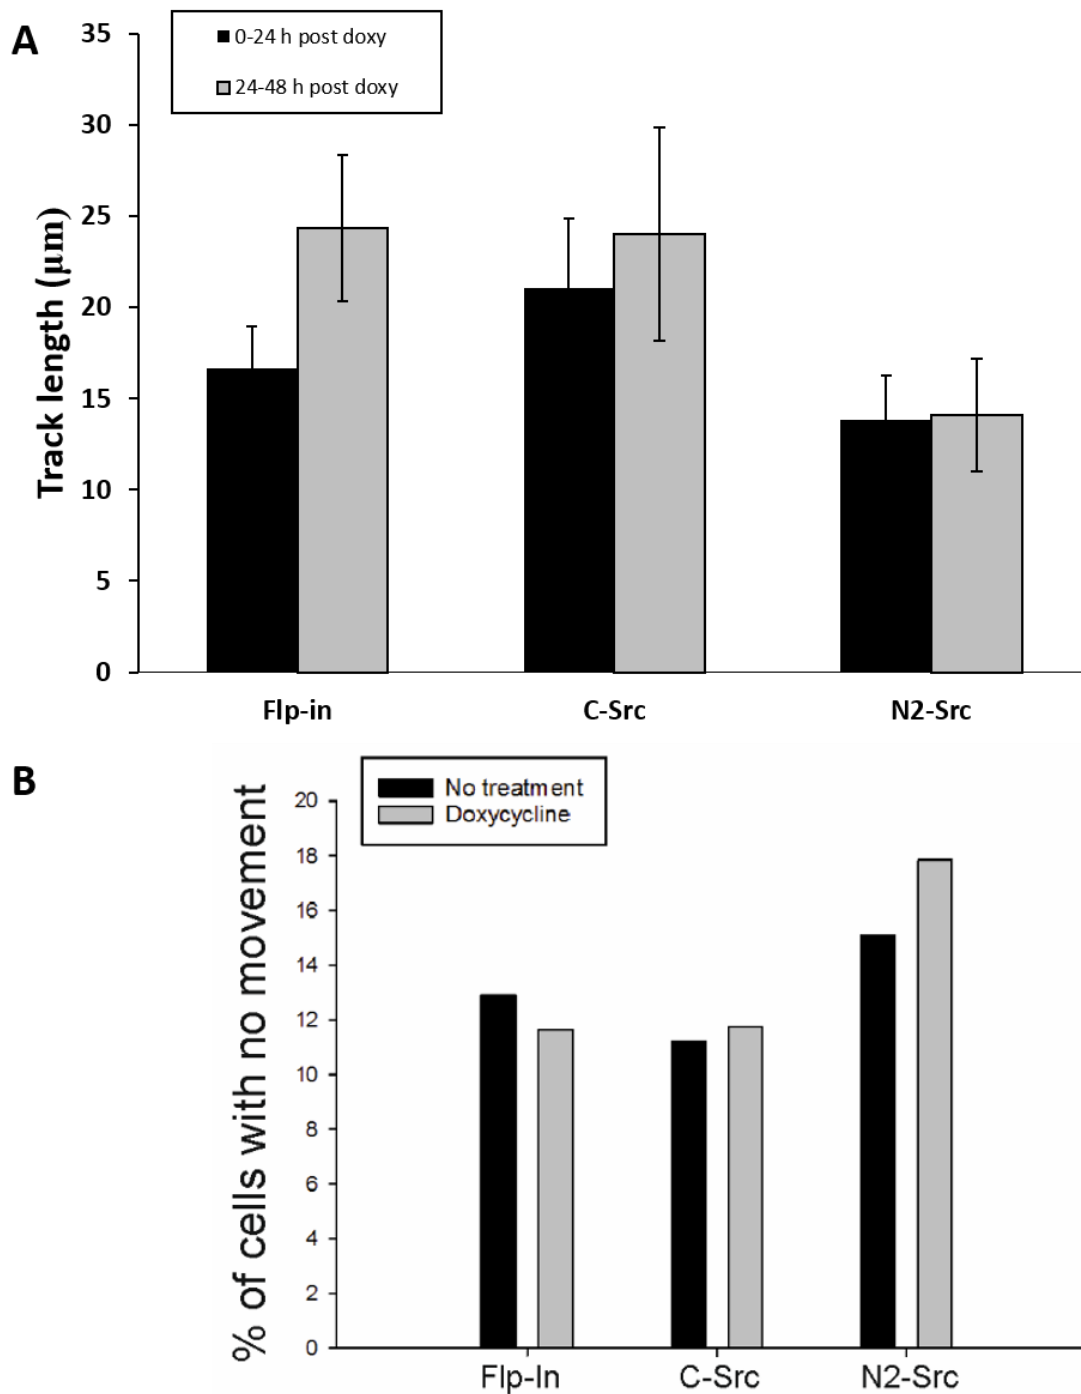 A
0-24 h post doxy
24-48 h post doxy
35
30
25
20
15
10
5
0
Track length (µm)
Flp-in C-Src N2-Src
B
No treatment
Doxycycline
20
18
16
14
12
10
8
6
4
2
0
% of cells with no movement
Flp-In C-Src N2-Src